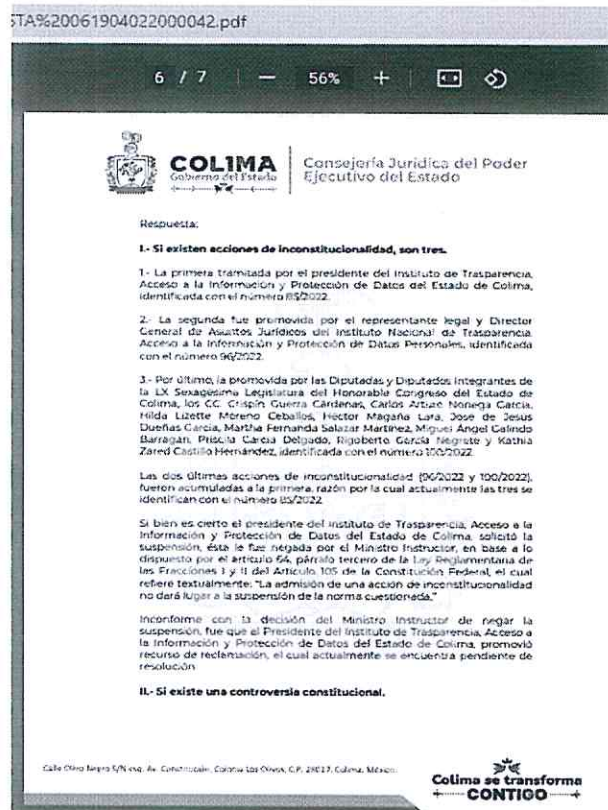 STA%20061904022000042.pdf
6 / 7 | — 56% +
COLIMA
Gobierno del Estado
Consejería Jurídica del Poder
Ejecutivo del Estado
Respuesta:
I.- Si existen acciones de inconstitucionalidad, son tres.
1.- La primera tramitada por el presidente del Instituto de Trasparencia,
Acceso a la Información y Protección de Datos del Estado de Colima,
identificada con el número 85/2022.
2.- La segunda fue promovida por el representante legal y Director
General de Asuntos Jurídicos del Instituto Nacional de Trasparencia
Acceso a la Información y Protección de Datos Personales, identificada
con el número 96/2022.
3.- Por último, la promovida por las Diputadas y Diputados Integrantes de
la LX Sexagésima Legislatura del Honorable Congreso del Estado de
Colima, los CC. Crispín Guerra Cárdenas, Carlos Arturo Noriega García,
Hilda Lizette Moreno Ceballos, Héctor Magaña Lara, Jose de Jesus
Dueñas García, Martha Fernanda Salazar Martínez, Miguel Ángel Galindo
Barragan, Priscila García Delgado, Rigoberto García Negrete y Kathia
Zared Castillo Hernández, identificada con el número 100/2022.
Las dos últimas acciones de inconstitucionalidad (96/2022 y 100/2022),
fueron acumuladas a la primera, razón por la cual actualmente las tres se
identifican con el número 85/2022
Si bien es cierto el presidente del Instituto de Trasparencia, Acceso a la
Información y Protección de Datos del Estado de Colima, solicitó la
suspensión, ésta le fue negada por el Ministro Instructor, en base a lo
dispuesto por el artículo 64, párrafo tercero de la Ley Reglamentaria de
las Fracciones I y II del Artículo 105 de la Constitución Federal, el cual
refiere textualmente: "La admisión de una acción de inconstitucionalidad
no dará lugar a la suspensión de la norma cuestionada."
Inconforme con la decisión del Ministro Instructor de negar la
suspensión, fue que el Presidente del Instituto de Trasparencia, Acceso a
la Información y Protección de Datos del Estado de Colima, promovió
recurso de reclamación, el cual actualmente se encuentra pendiente de
resolución.
II.- Si existe una controversia constitucional.
Calle Olivo Negro S/N esq. Av. Constitución, Colonia Los Olivos, C.P. 28017, Colima, México.
Colima se transforma
CONTIGO